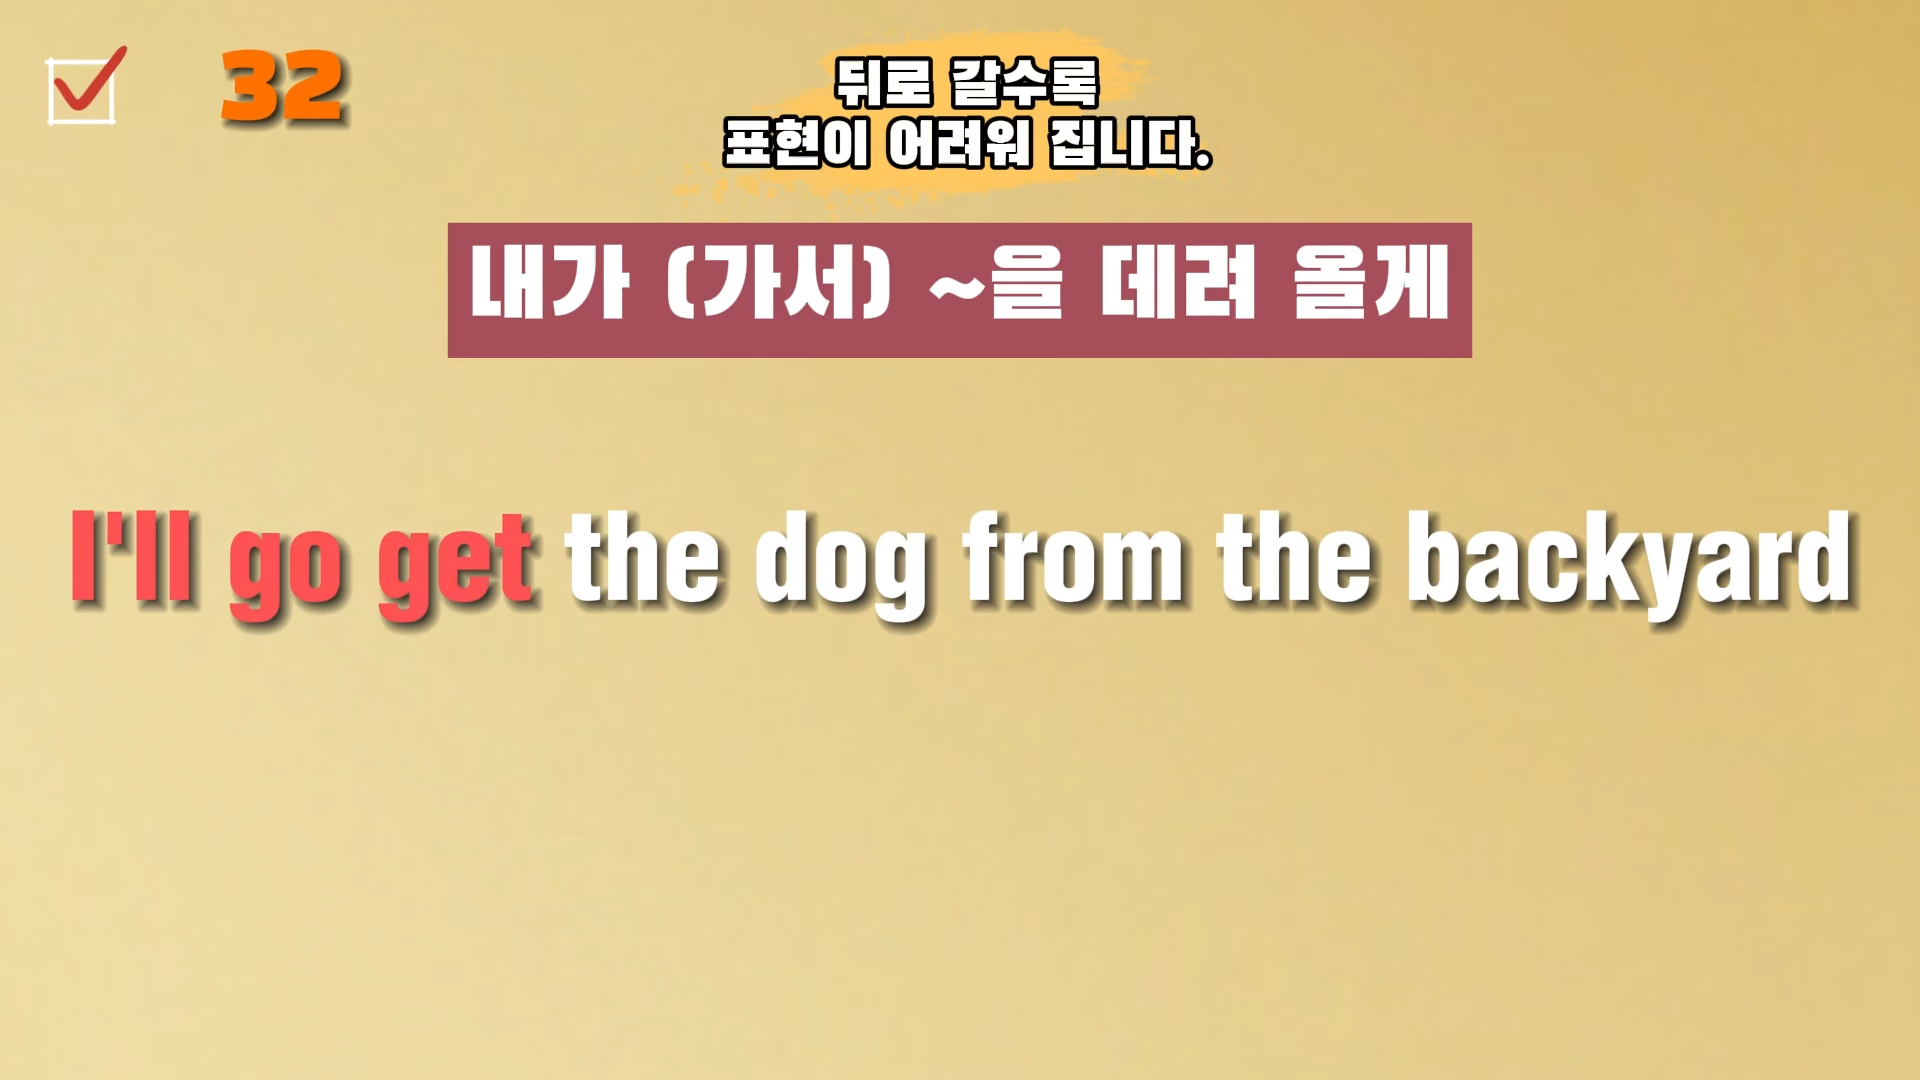 32
뒤로 갈수록
표현이 어려워 집니다.
내가 (가서) ~을 데려 올게
I'll go get the dog from the backyard